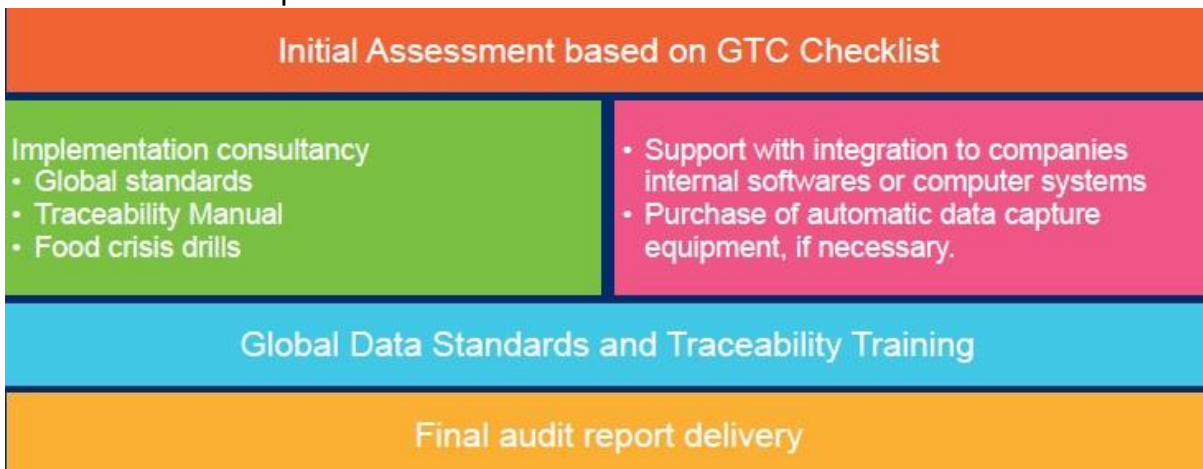 Initial Assessment based on GTC Checklist
Implementation consultancy
• Global standards
• Traceability Manual
• Food crisis drills
• Support with integration to companies
internal softwares or computer systems
• Purchase of automatic data capture
equipment, if necessary.
Global Data Standards and Traceability Training
Final audit report delivery